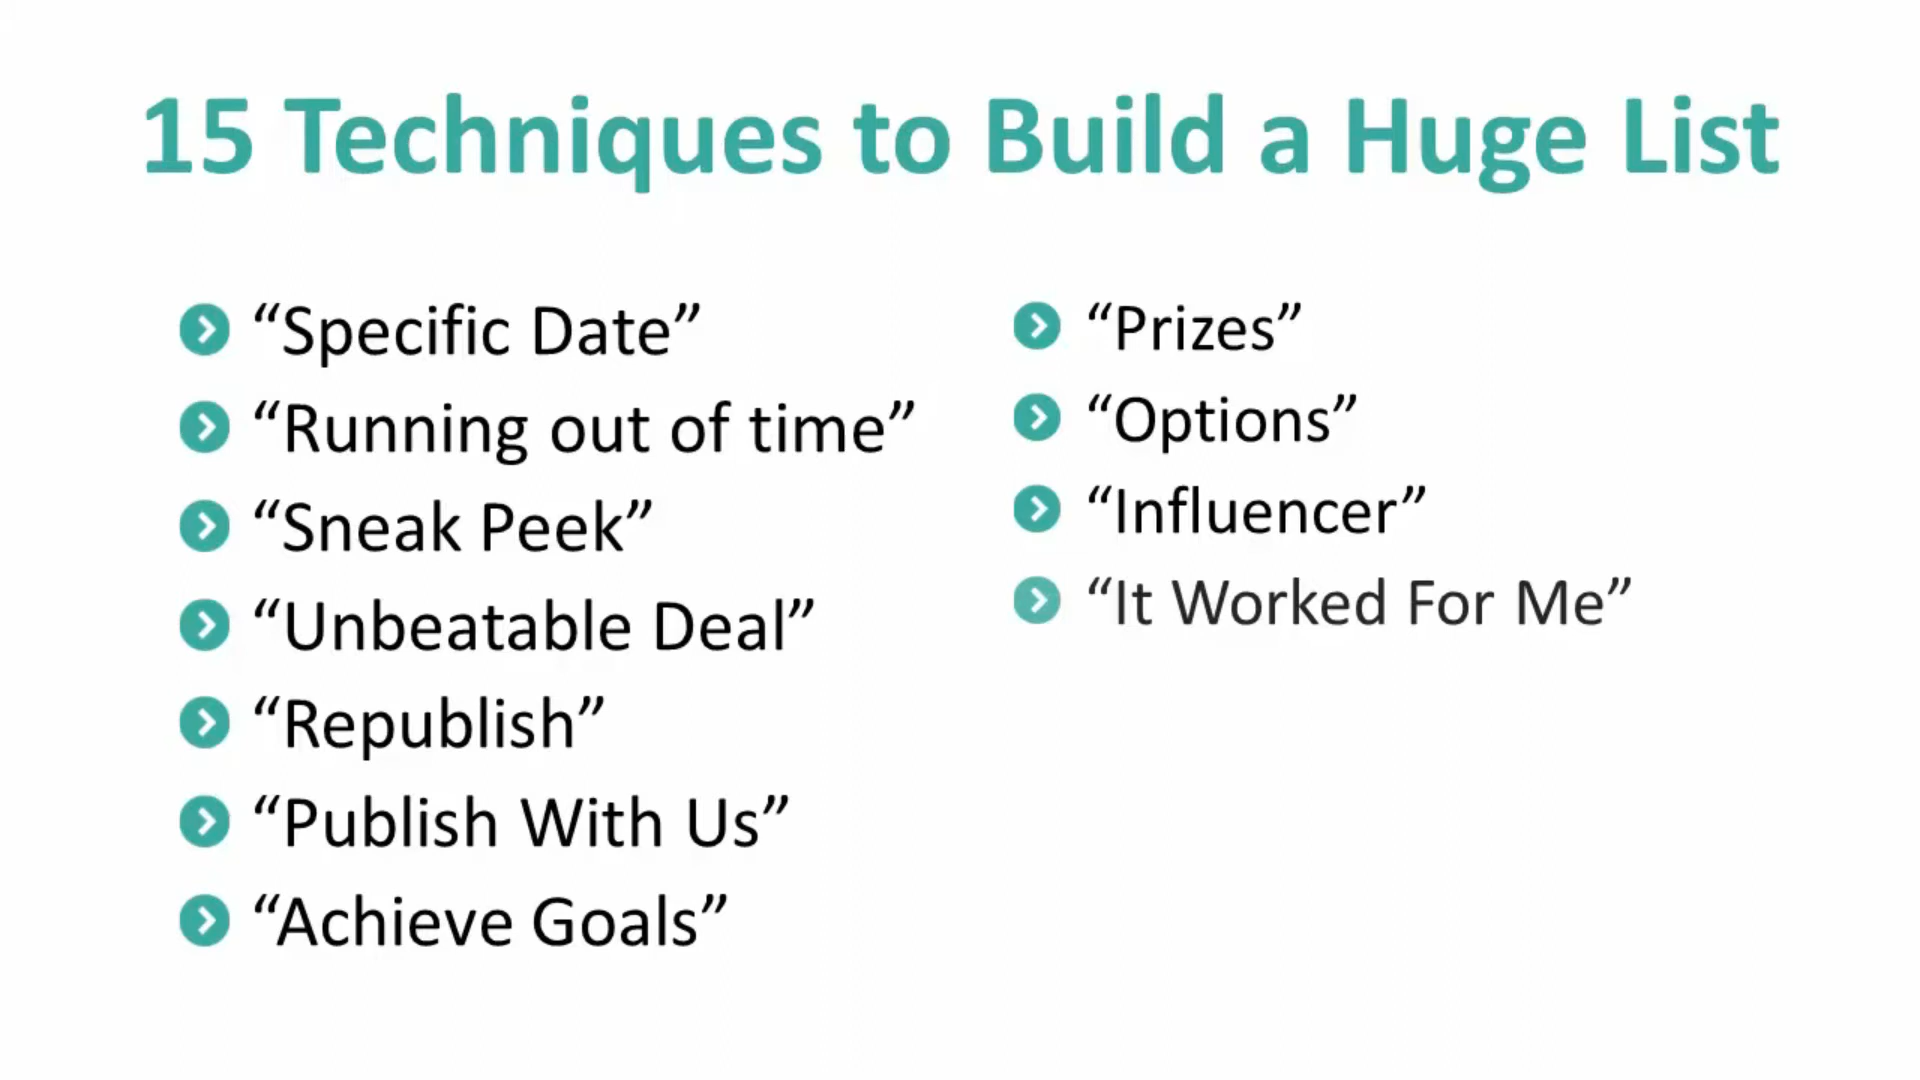 15 Techniques to Build a Huge List
“Specific Date”
“Running out of time”
“Sneak Peek”
“Unbeatable Deal”
“Republish”
“Publish With Us”
“Achieve Goals”
“Prizes”
“Options”
“Influencer”
“It Worked For Me”